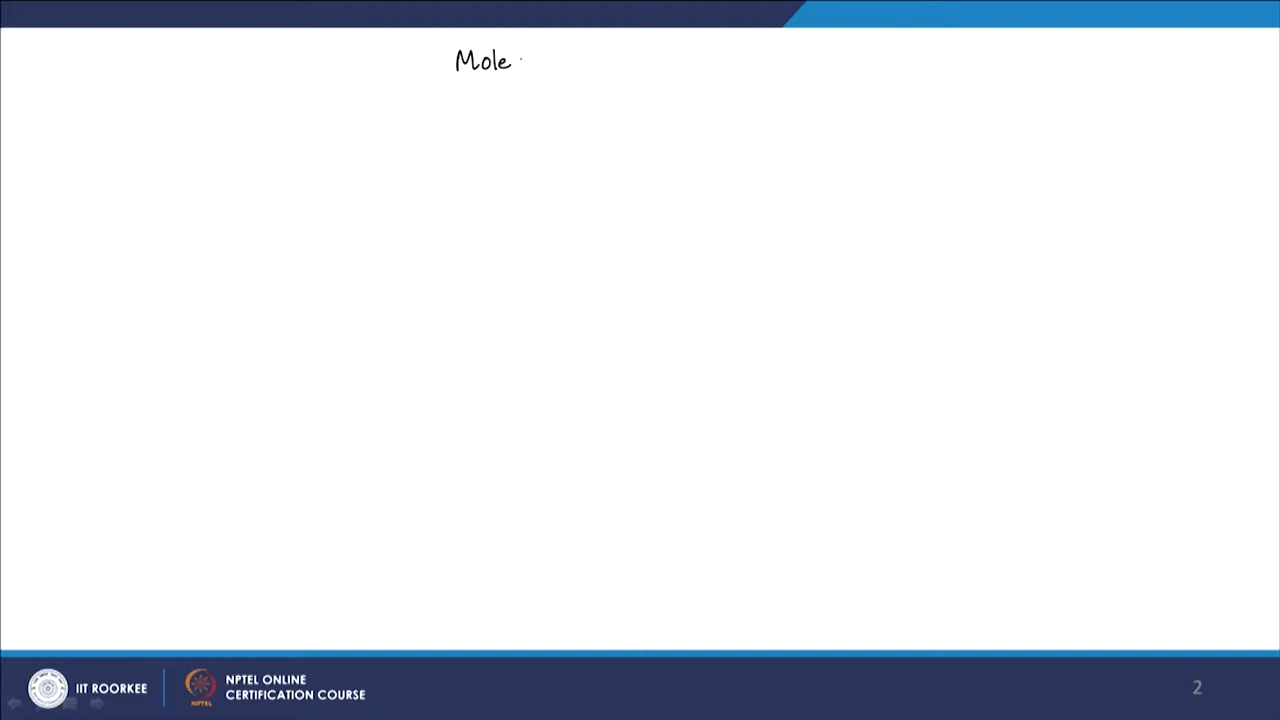 Mole
IIT ROORKEE
NPTEL ONLINE
CERTIFICATION COURSE
2